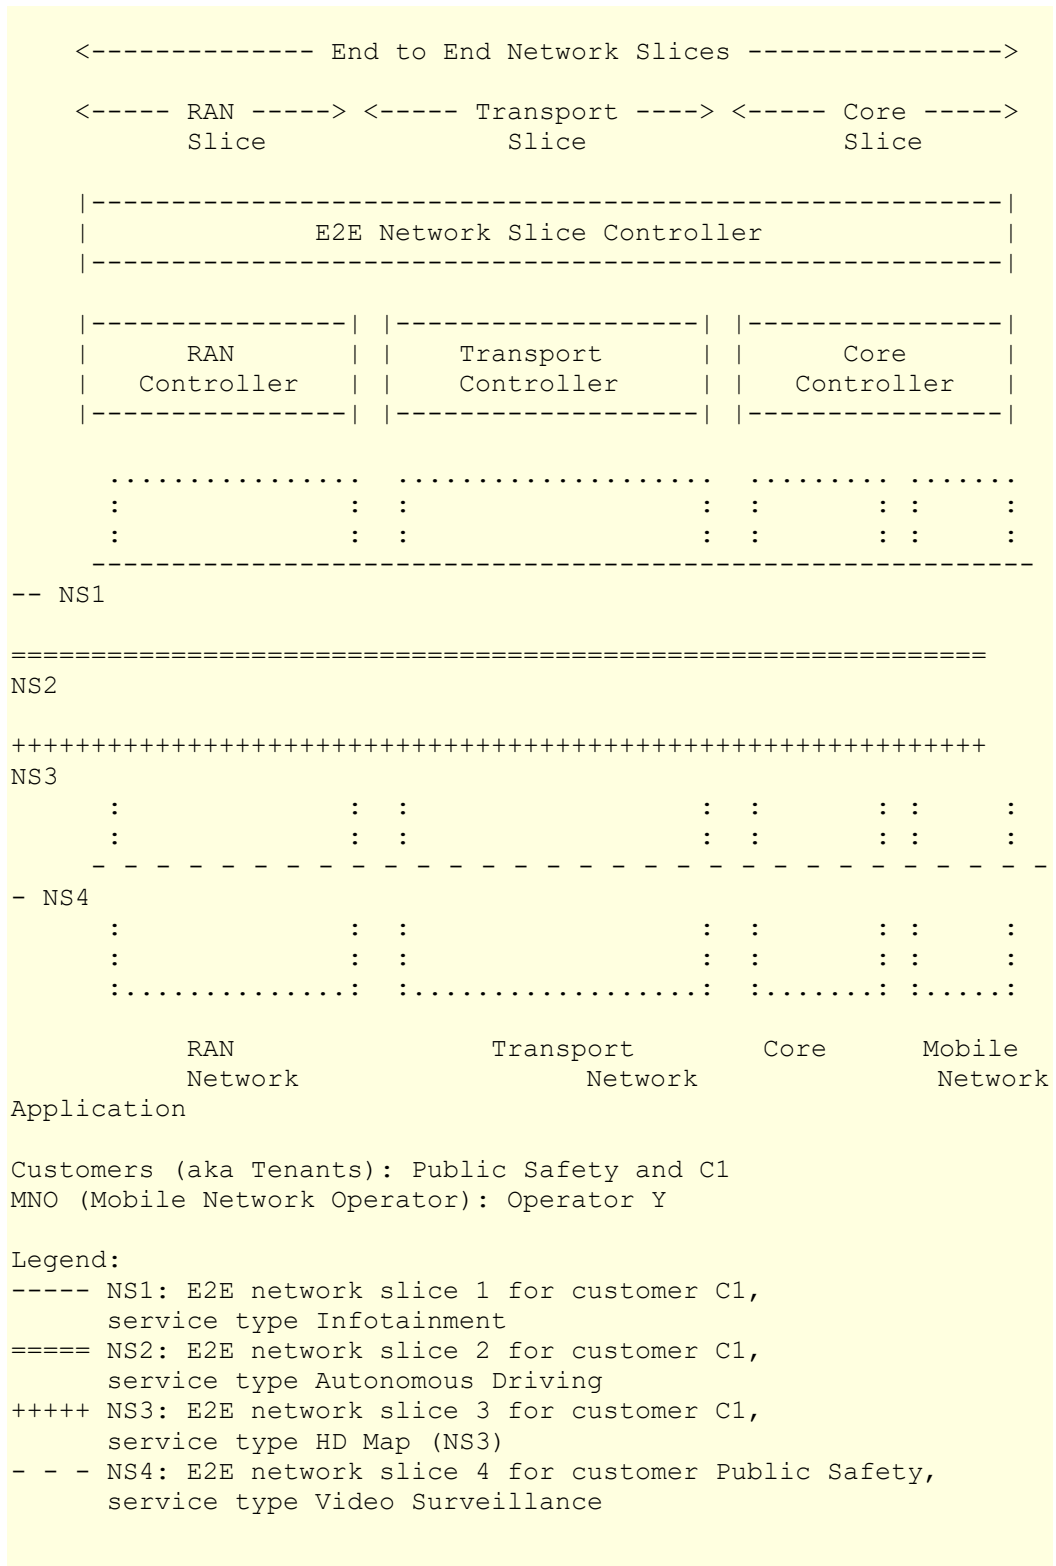 <-------------- End to End Network Slices ---------------->
<----- RAN -----> <----- Transport ----> <----- Core ----->
Slice Slice Slice
|---------------------------------------------------------|
| E2E Network Slice Controller |
|---------------------------------------------------------|
|----------------| |-------------------| |----------------|
| RAN | | Transport | | Core |
| Controller | | Controller | | Controller |
|----------------| |-------------------| |----------------|
................ .................... ......... .......
: : : : : : : :
: : : : : : : :
-----------------------------------------------------------
-- NS1
=============================================================
NS2
+++++++++++++++++++++++++++++++++++++++++++++++++++++++++++++
NS3
: : : : : : : :
: : : : : : : :
- - - - - - - - - - - - - - - - - - - - - - - - - - - - - -
- NS4
: : : : : : : :
: : : : : : : :
:..............: :..................: :.......: :.....:
RAN Transport Core Mobile
Network Network Network
Application
Customers (aka Tenants): Public Safety and C1
MNO (Mobile Network Operator): Operator Y
Legend:
----- NS1: E2E network slice 1 for customer C1,
service type Infotainment
===== NS2: E2E network slice 2 for customer C1,
service type Autonomous Driving
+++++ NS3: E2E network slice 3 for customer C1,
service type HD Map (NS3)
- - - NS4: E2E network slice 4 for customer Public Safety,
service type Video Surveillance